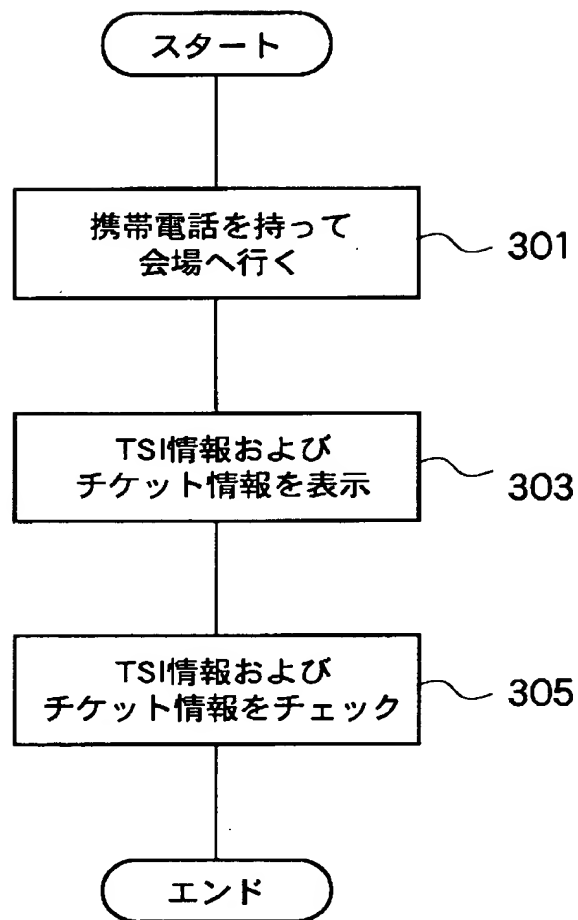 スタート
携帯電話を持って
会場へ行く
301
TSI情報および
チケット情報を表示
303
TSI情報および
チケット情報をチェック
305
エンド